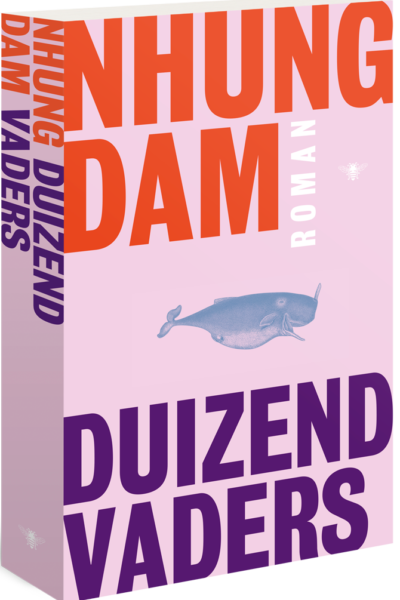 NHUNG
DAM
ROMAN
DUIZEND
VADERS
NHUNG DUIZEND
DAM VADERS